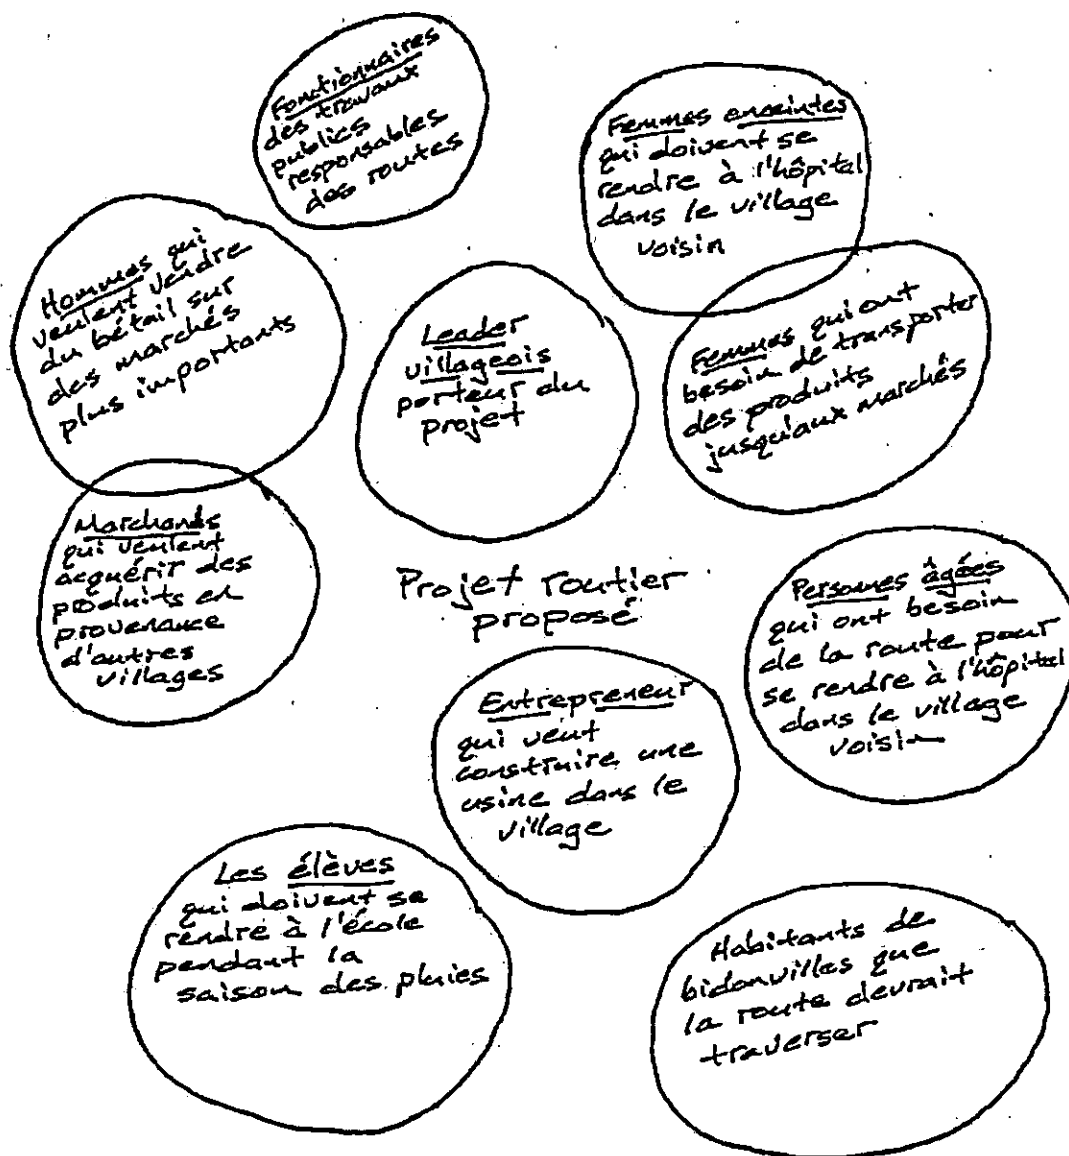 Fonctionnaires
des travaux
publics
responsables
des routes
Femmes enceintes
qui doivent se
rendre à l'hôpital
dans le village
voisin
Hommes qui
veulent vendre
du bétail sur
des marchés
plus importants
Leader
villageois
porteur du
projet
Femmes qui ont
besoin de transporter
des produits
jusqu'aux marchés
Marchands
qui veulent
acquérir des
produits en
provenance
d'autres
villages
Projet routier
proposé
Personnes âgées
qui ont besoin
de la route pour
se rendre à l'hôpital
dans le village
voisin
Entrepreneur
qui veut
construire une
usine dans le
village
Les élèves
qui doivent se
rendre à l'école
pendant la
saison des pluies
Habitants de
bidonvilles que
la route devrait
traverser